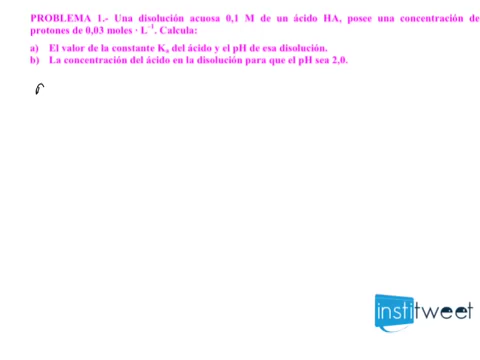 PROBLEMA 1.- Una disolución acuosa 0,1 M de un ácido HA, posee una concentración de
protones de 0,03 moles · L⁻¹. Calcula:
a) El valor de la constante Kₐ del ácido y el pH de esa disolución.
b) La concentración del ácido en la disolución para que el pH sea 2,0.
institweet